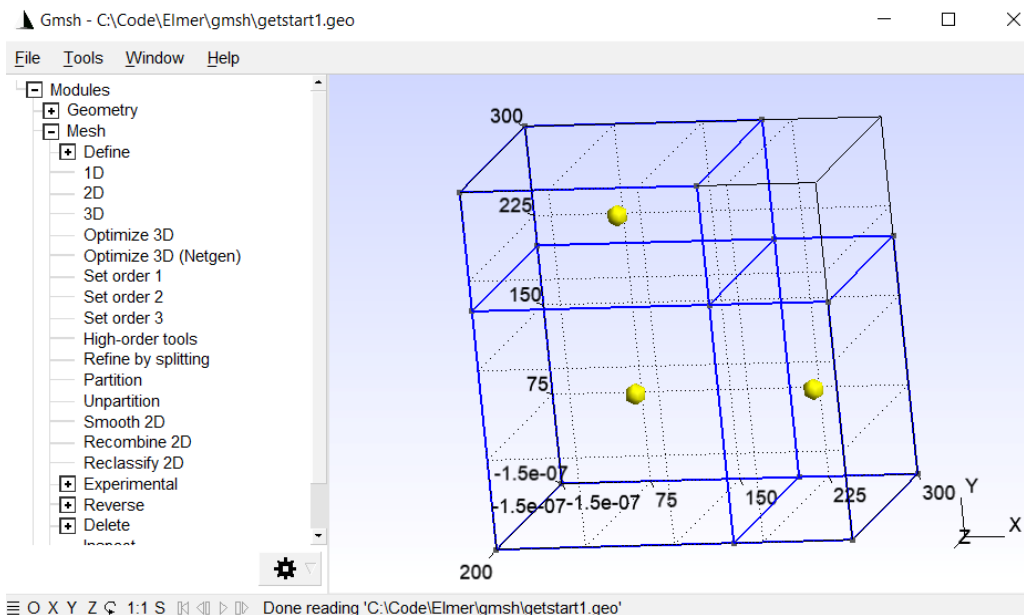 Gmsh - C:\Code\Elmer\gmsh\getstart1.geo
File Tools Window Help
Modules
Geometry
Mesh
Define
1D
2D
3D
Optimize 3D
Optimize 3D (Netgen)
Set order 1
Set order 2
Set order 3
High-order tools
Refine by splitting
Partition
Unpartition
Smooth 2D
Recombine 2D
Reclassify 2D
Experimental
Reverse
Delete
Inspect
300
225
150
75
-1.5e-07
-1.5e-07
-1.5e-07
75
150
225
300
200
Y
X
Z
O X Y Z 1:1 S Done reading 'C:\Code\Elmer\gmsh\getstart1.geo'